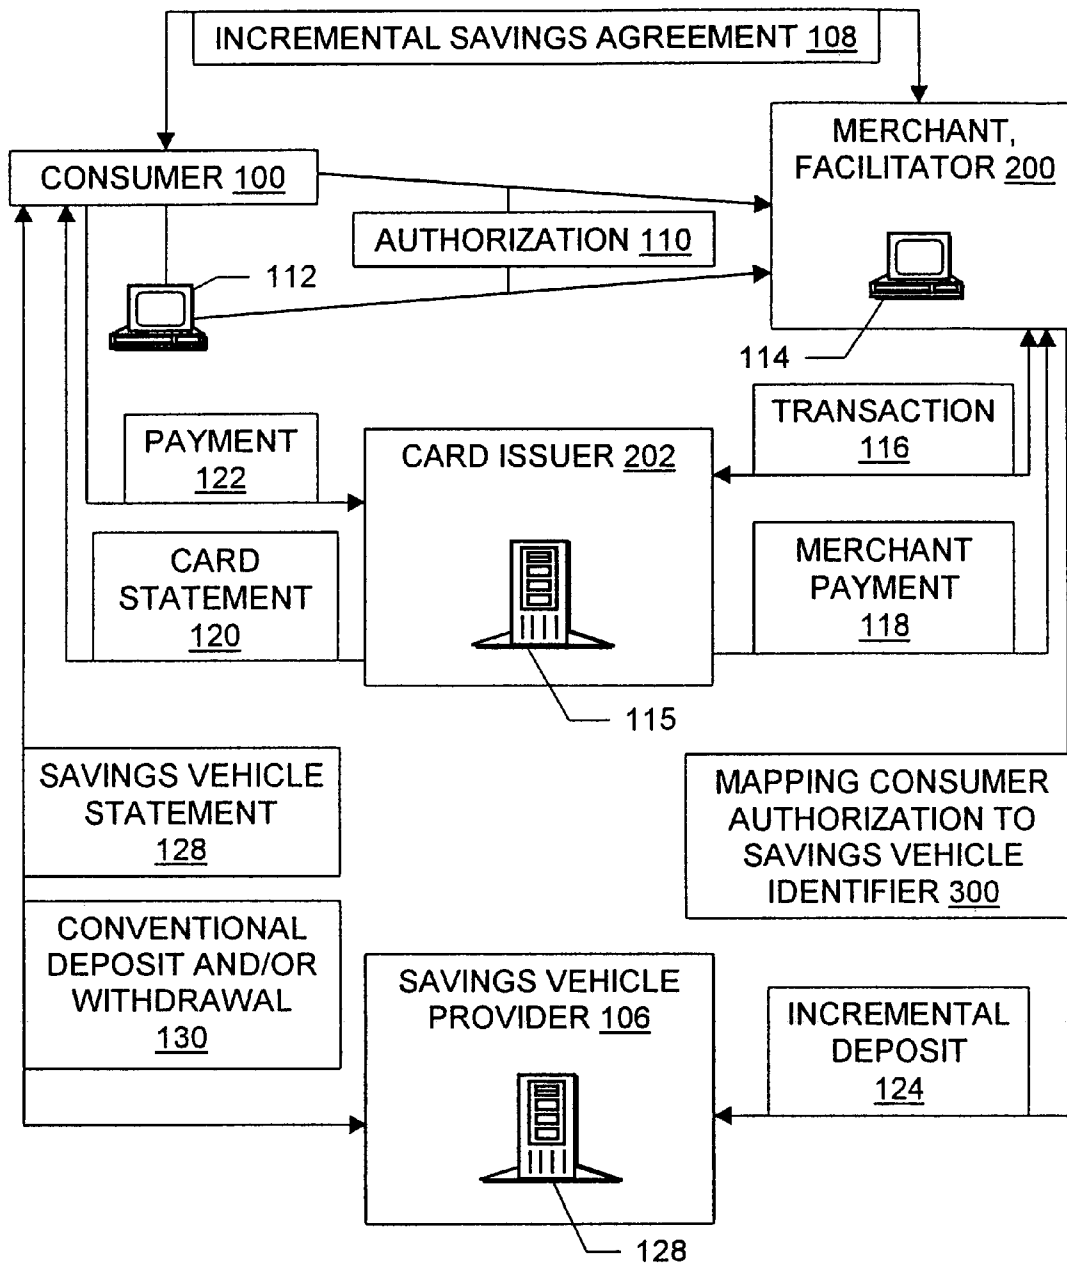 INCREMENTAL SAVINGS AGREEMENT 108
MERCHANT,
FACILITATOR 200
CONSUMER 100
AUTHORIZATION 110
112
114
TRANSACTION
116
PAYMENT
122
CARD ISSUER 202
CARD
STATEMENT
120
MERCHANT
PAYMENT
118
115
SAVINGS VEHICLE
STATEMENT
128
MAPPING CONSUMER
AUTHORIZATION TO
SAVINGS VEHICLE
IDENTIFIER 300
CONVENTIONAL
DEPOSIT AND/OR
WITHDRAWAL
130
SAVINGS VEHICLE
PROVIDER 106
INCREMENTAL
DEPOSIT
124
128